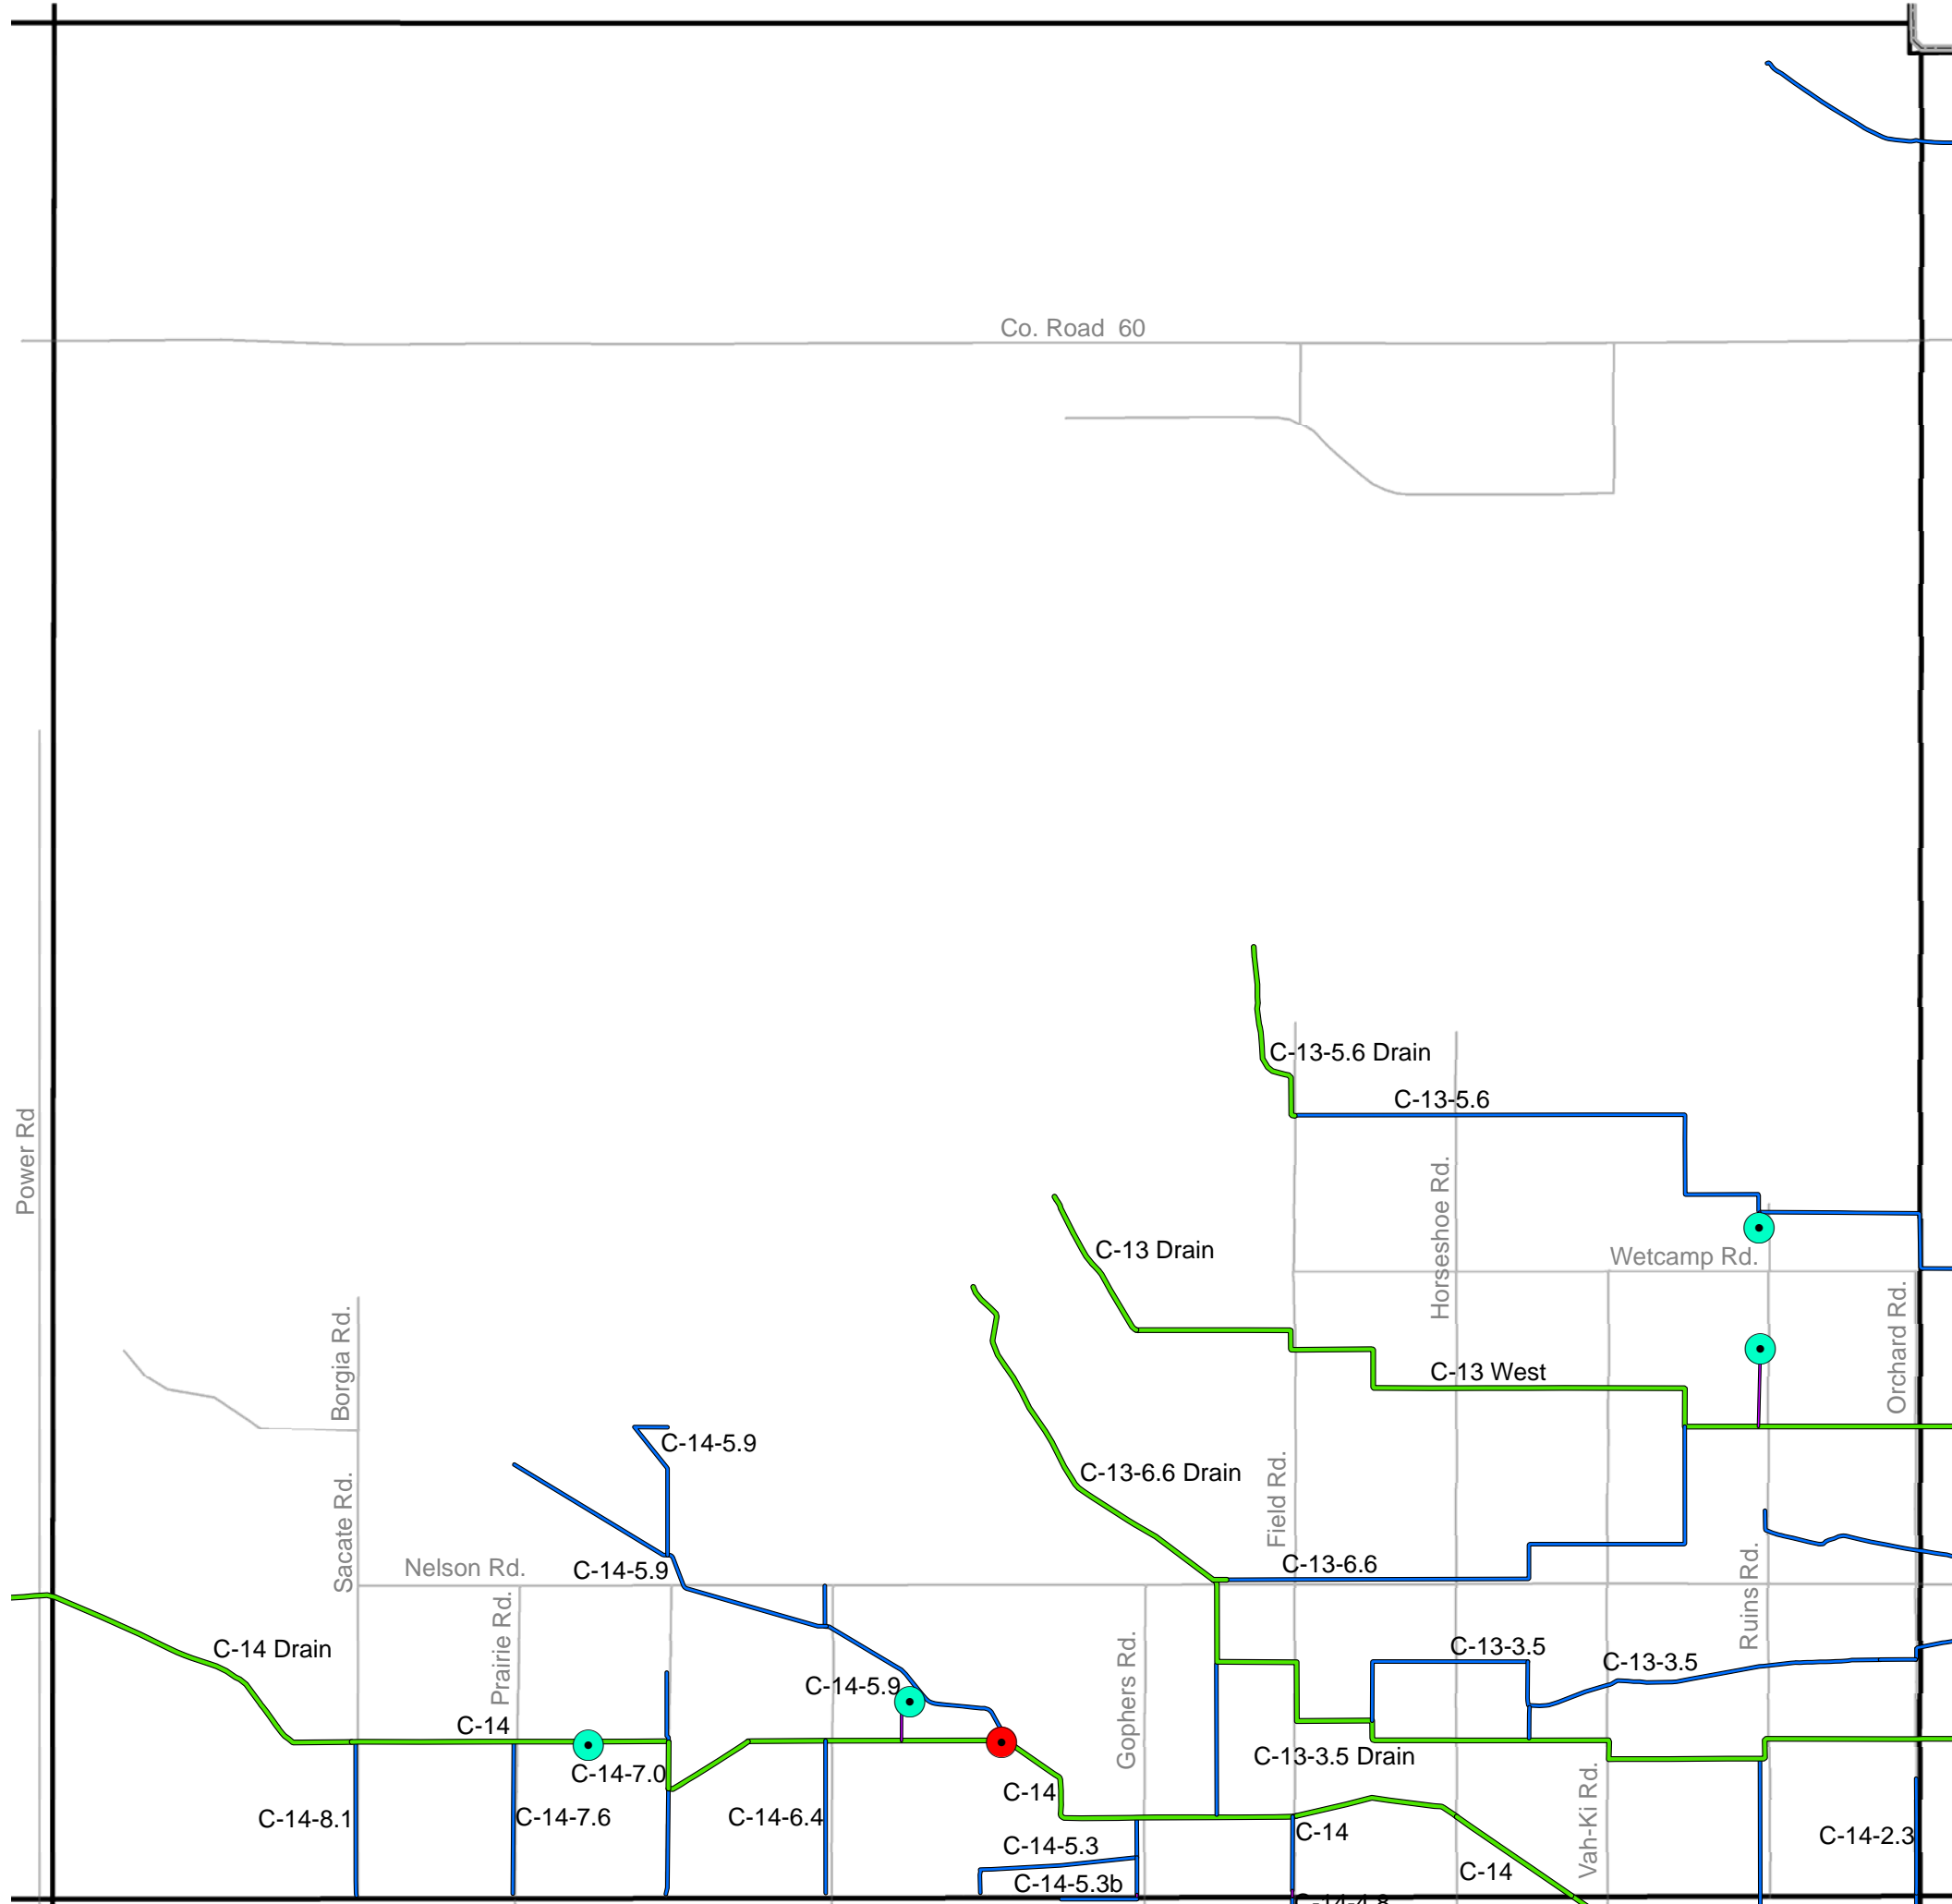 Co. Road  60
C-13-5.6 Drain
C-13-5.6
Power Rd
Horseshoe Rd.
C-13 Drain
Wetcamp Rd.
Borgia Rd.
Orchard Rd.
C-13 West
C-14-5.9
C-13-6.6 Drain
Field Rd.
Sacate Rd.
Nelson Rd.
C-14-5.9
C-13-6.6
Ruins Rd.
Prairie Rd.
C-14 Drain
C-13-3.5
C-13-3.5
C-14-5.9
Gophers Rd.
C-14
C-13-3.5 Drain
C-14-7.0
C-14
Vah-Ki Rd.
C-14-8.1
C-14-7.6
C-14-6.4
C-14
C-14-2.3
C-14-5.3
C-14
C-14-5.3b
C-14-4.8